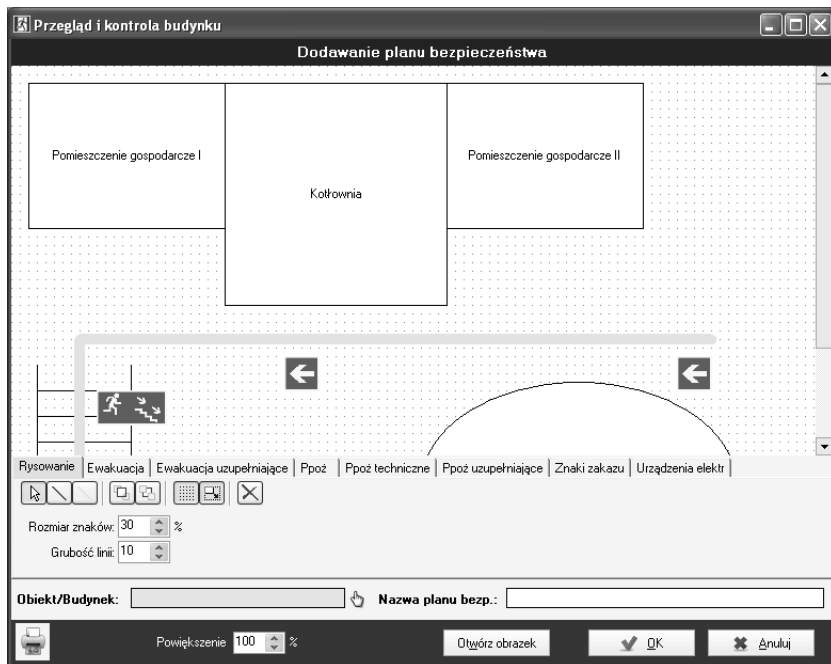 Przegląd i kontrola budynku
Dodawanie planu bezpieczeństwa
Pomieszczenie gospodarcze I
Kotłownia
Pomieszczenie gospodarcze II
Rysowanie Ewakuacja Ewakuacja uzupełniające Ppoż Ppoż techniczne Ppoż uzupełniające Znaki zakazu Urządzenia elektr
Rozmiar znaków: 30 %
Grubość linii: 10
Obiekt/Budynek: Nazwa planu bezp.:
Powiększenie 100 % Otwórz obrazek OK Anuluj